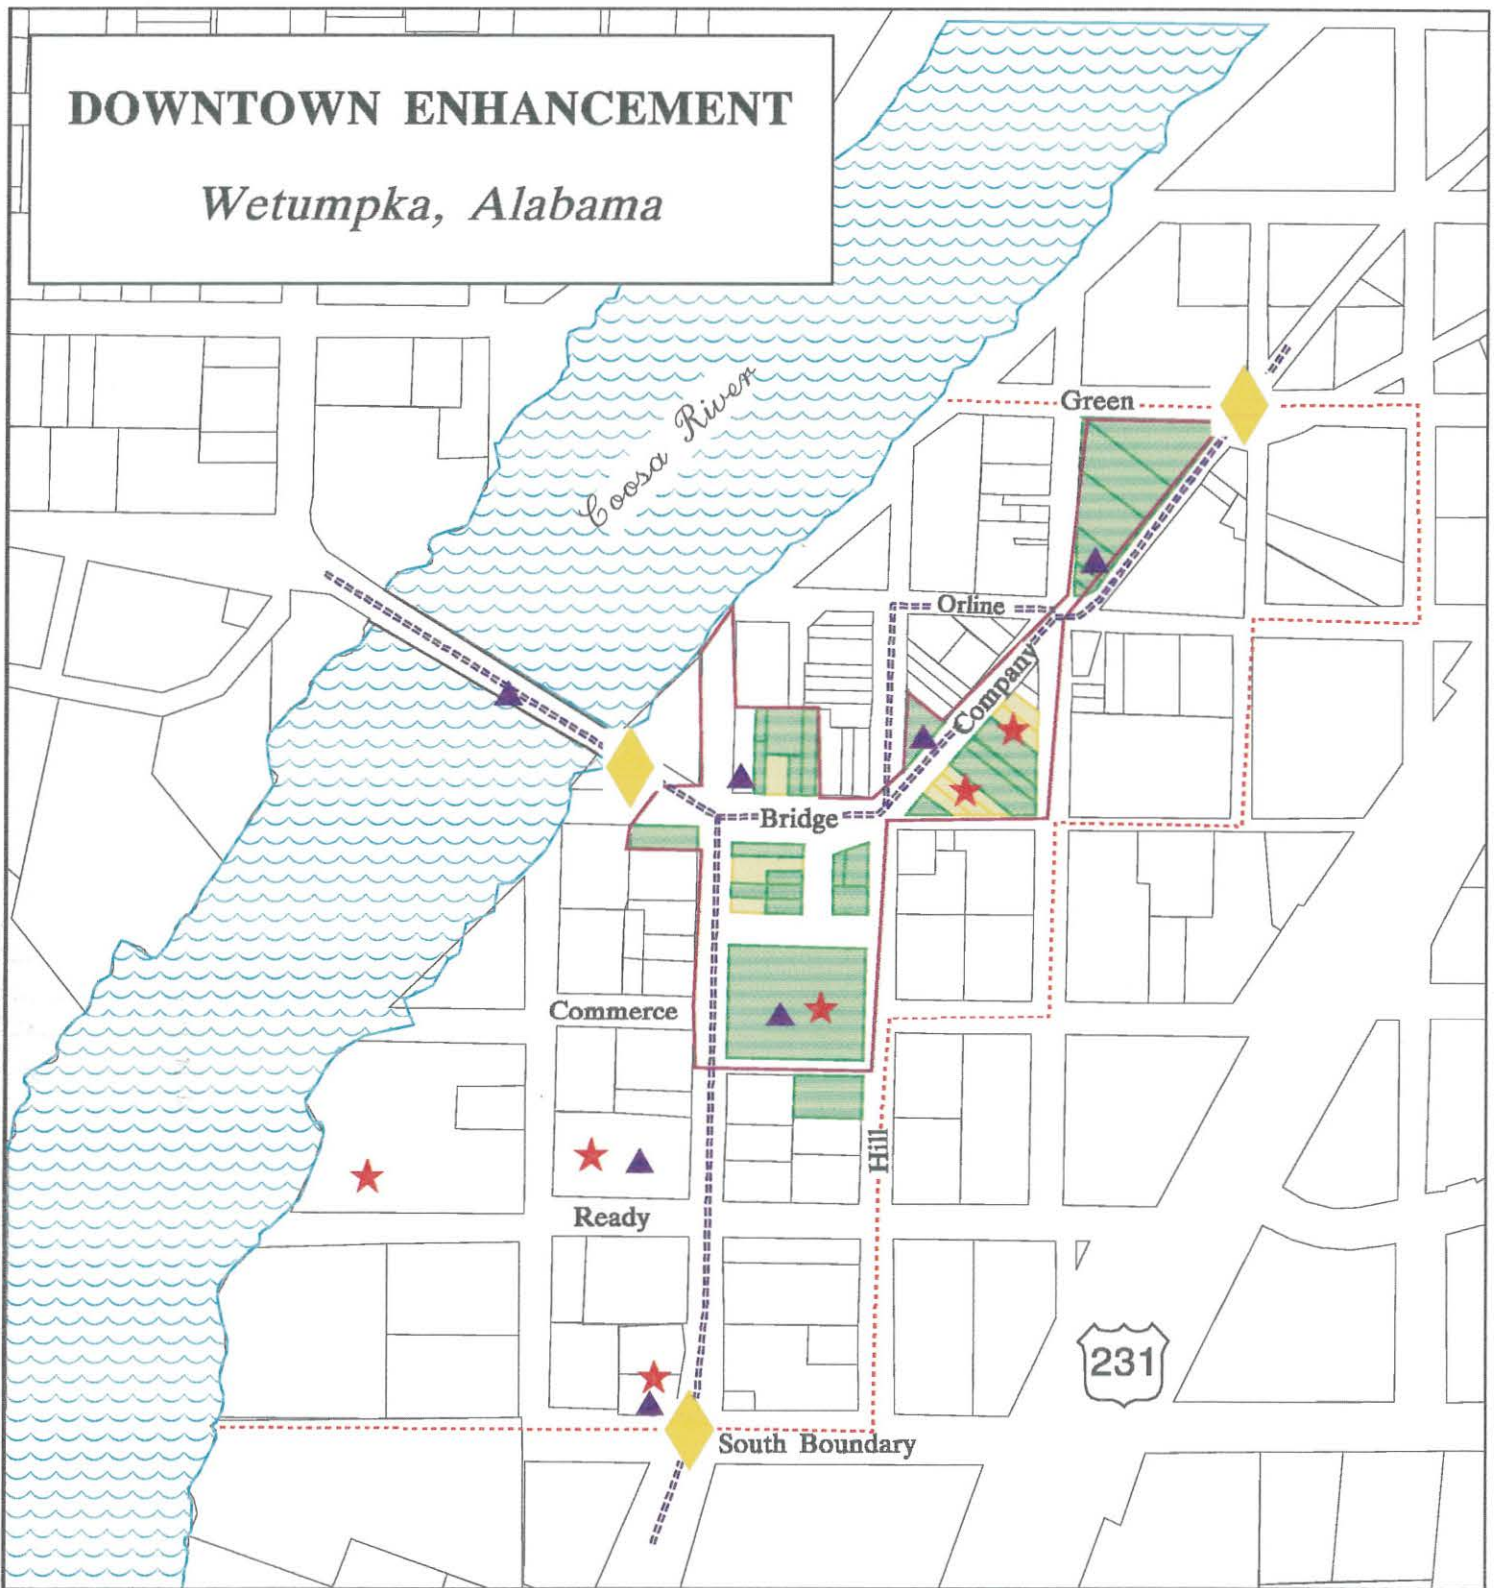 DOWNTOWN ENHANCEMENT
Wetumpka, Alabama
Coosa River
Green
Orline
Company
Bridge
Commerce
Hill
Ready
231
South Boundary